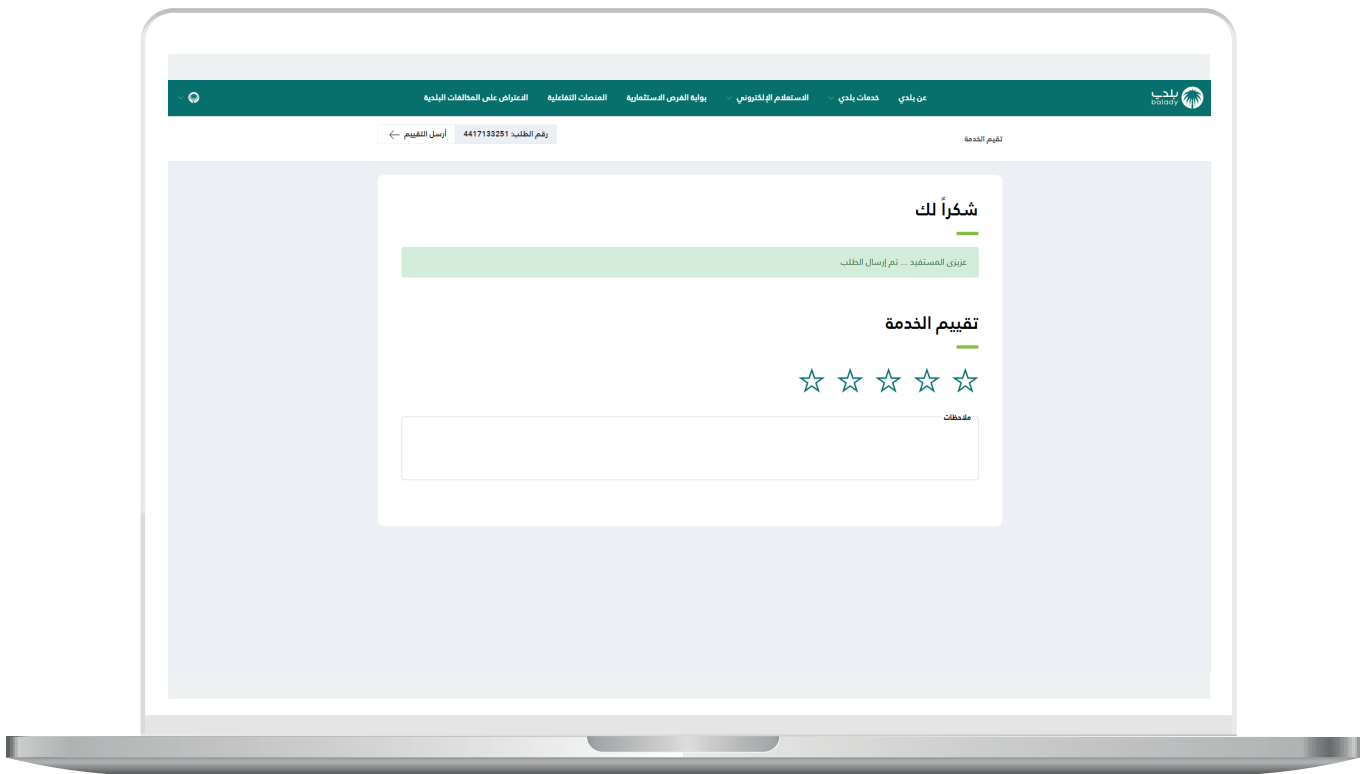 بلدي
balady
عن بلدي
خدمات بلدي
الاستعلام الإلكتروني
بوابة الفرص الاستثمارية
المنصات التفاعلية
الاعتراض على المخالفات البلدية
تقيم الخدمة
رقم الطلب: 4417133251
أرسل التقييم
شكراً لك
عزيزي المستفيد ... تم إرسال الطلب
تقييم الخدمة
ملاحظات